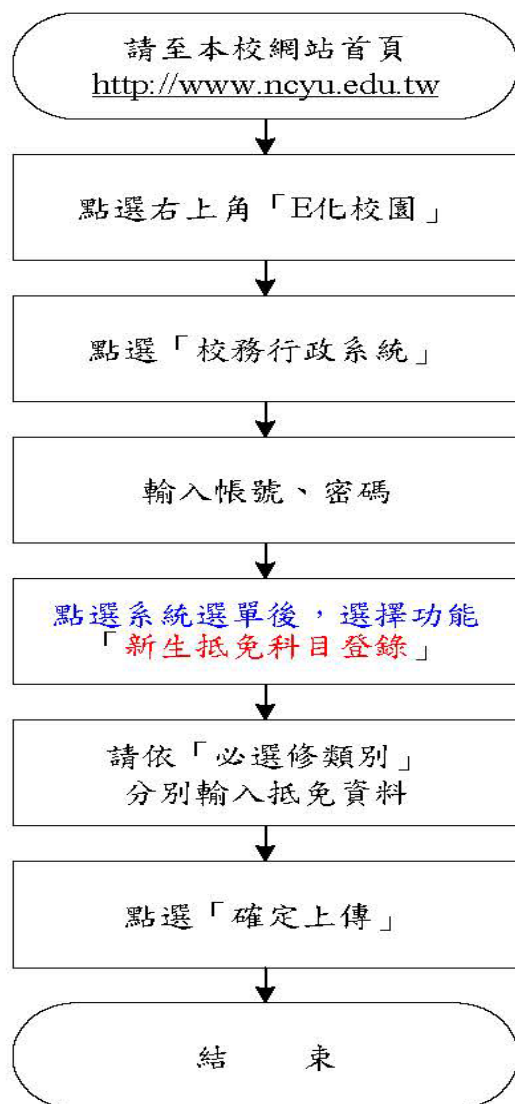 請至本校網站首頁
http://www.ncyu.edu.tw
點選右上角「E化校園」
點選「校務行政系統」
輸入帳號、密碼
點選系統選單後，選擇功能
「新生抵免科目登錄」
請依「必選修類別」
分別輸入抵免資料
點選「確定上傳」
結　束